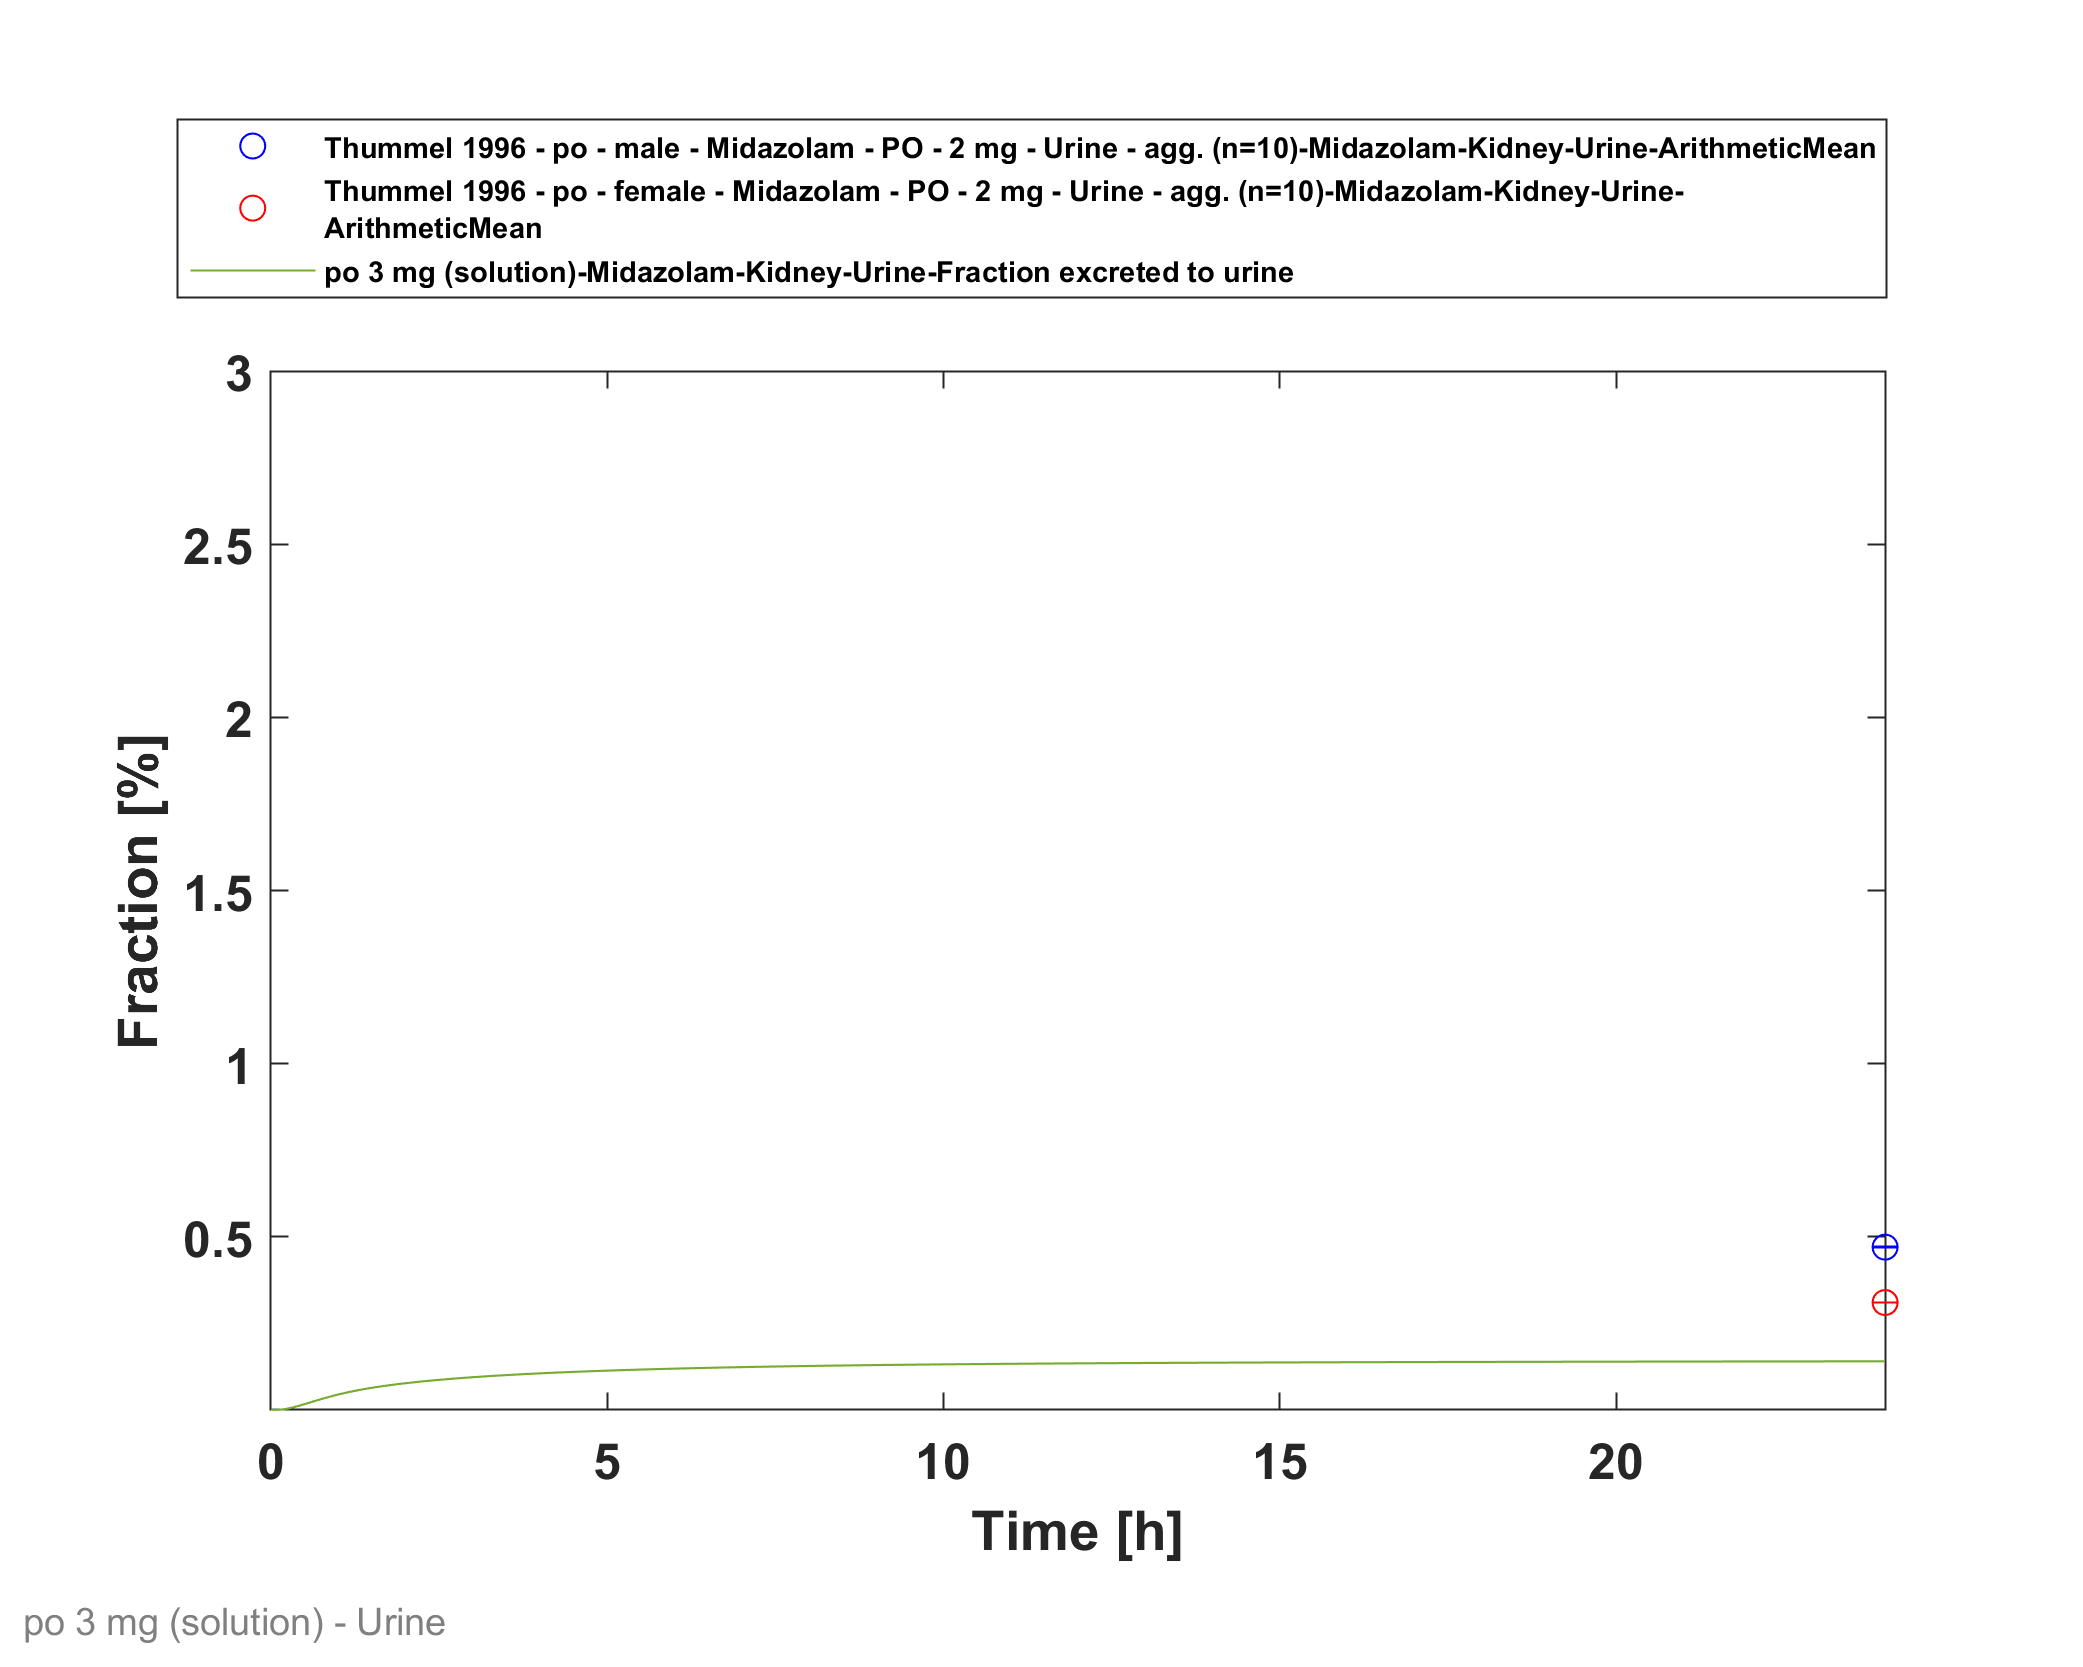 Thummel 1996 - po - male - Midazolam - PO - 2 mg - Urine - agg. (n=10)-Midazolam-Kidney-Urine-ArithmeticMean
Thummel 1996 - po - female - Midazolam - PO - 2 mg - Urine - agg. (n=10)-Midazolam-Kidney-Urine-
ArithmeticMean
po 3 mg (solution)-Midazolam-Kidney-Urine-Fraction excreted to urine
3
2.5
2
1.5
1
0.5
Fraction [%]
0 5 10 15 20
Time [h]
po 3 mg (solution) - Urine